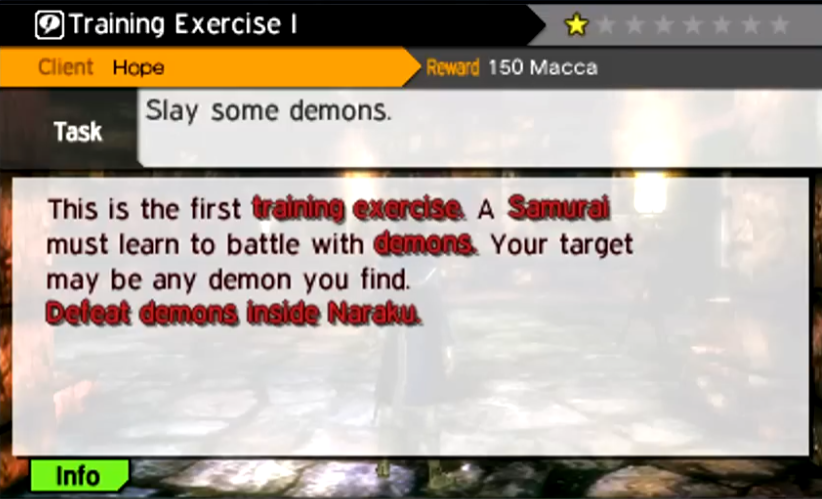 Training Exercise I
Client Hope
Reward 150 Macca
Task
Slay some demons.
This is the first training exercise. A Samurai
must learn to battle with demons. Your target
may be any demon you find.
Defeat demons inside Naraku.
Info